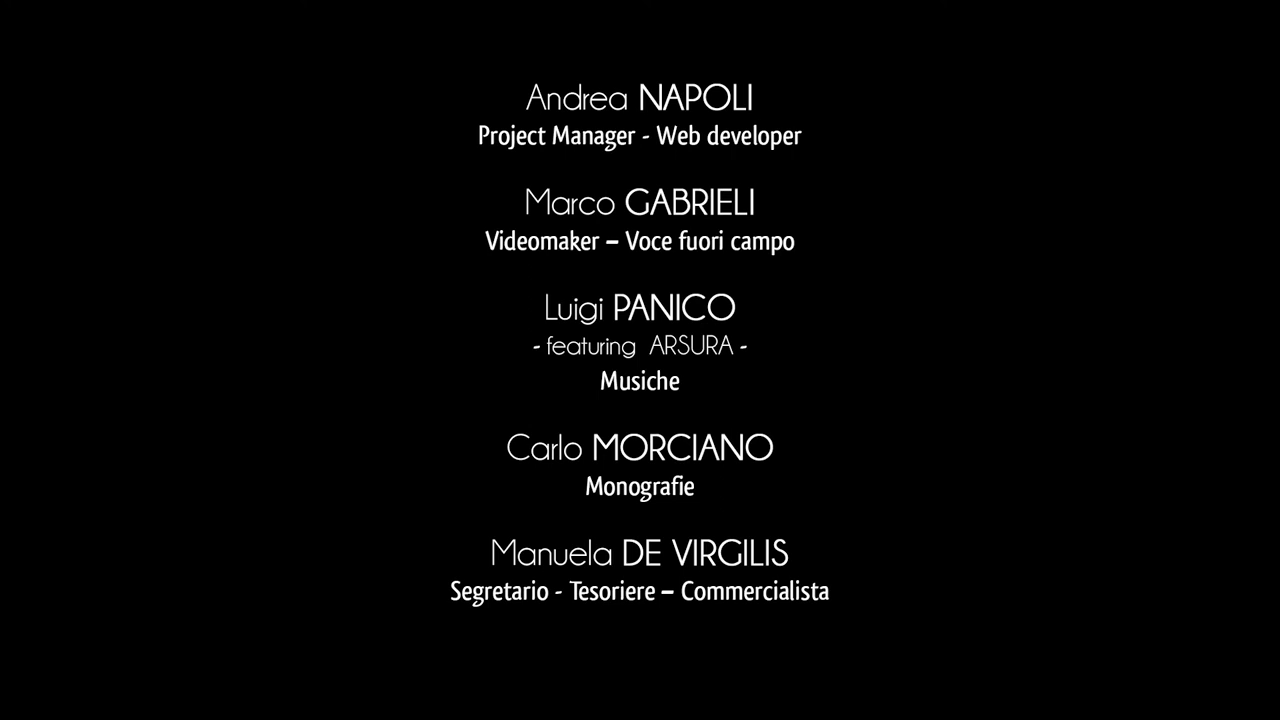 Andrea NAPOLI
Project Manager - Web developer
Marco GABRIELI
Videomaker – Voce fuori campo
Luigi PANICO
- featuring ARSURA -
Musiche
Carlo MORCIANO
Monografie
Manuela DE VIRGILIS
Segretario - Tesoriere – Commercialista